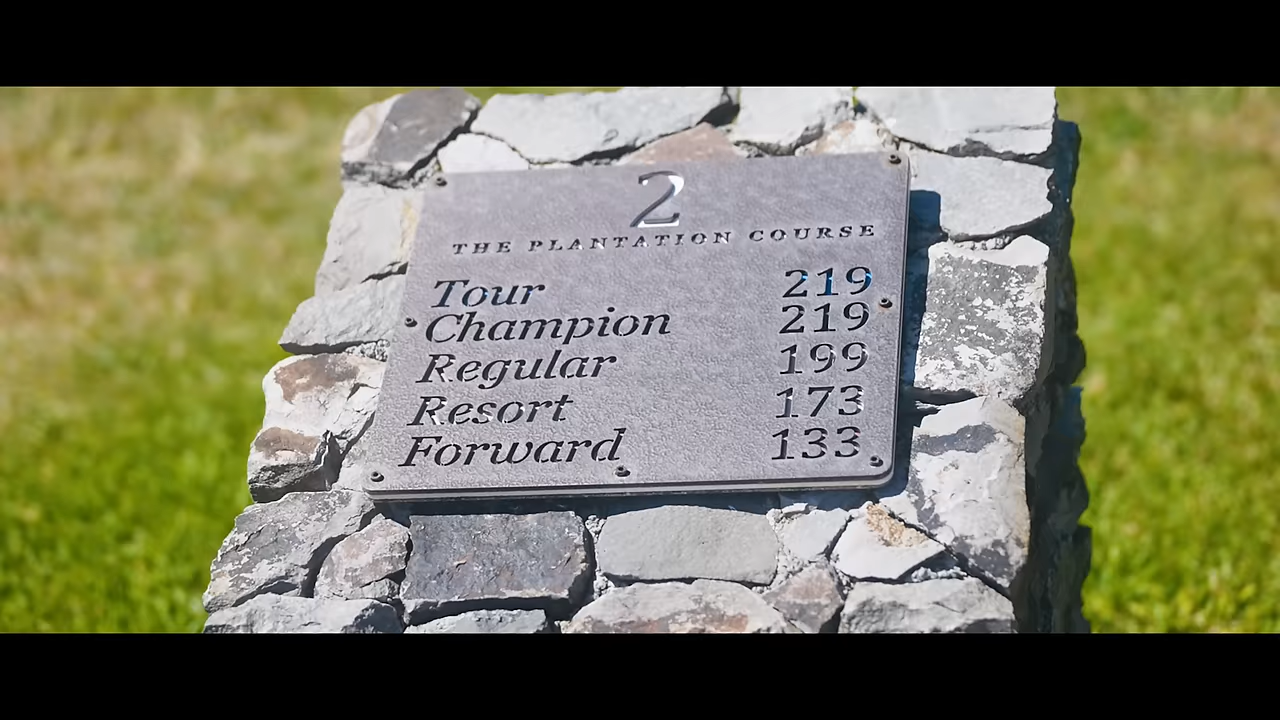 2
THE PLANTATION COURSE
Tour 219
Champion 219
Regular 199
Resort 173
Forward 133